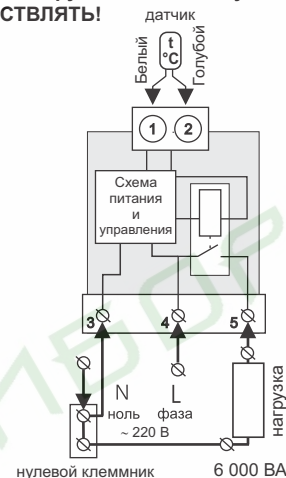 СТВЛЯТЬ!
датчик
Белый
t
°C
Голубой
1 2
Схема
питания
и
управления
3 4 5
N L
ноль фаза
~ 220 В
нагрузка
нулевой клеммник 6 000 ВА